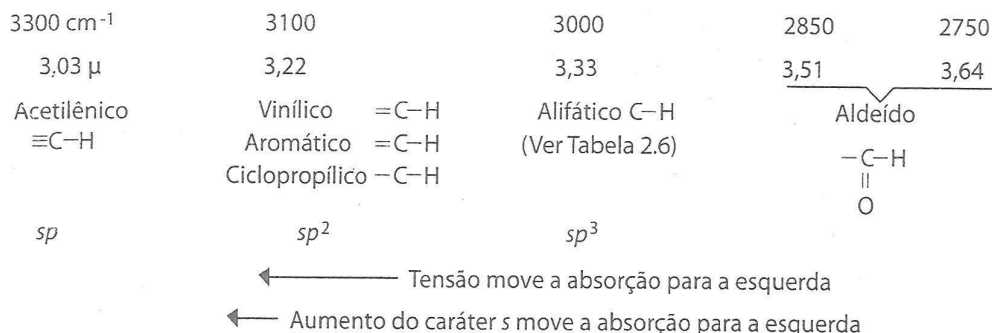 3300 cm⁻¹ 3100 3000 2850 2750
3,03 μ 3,22 3,33 3,51 3,64
Acetilênico Vinílico =C−H Alifático C−H Aldeído
≡C−H Aromático =C−H (Ver Tabela 2.6) −C−H
Ciclopropílico −C−H ||
O
sp sp² sp³
Tensão move a absorção para a esquerda
Aumento do caráter s move a absorção para a esquerda